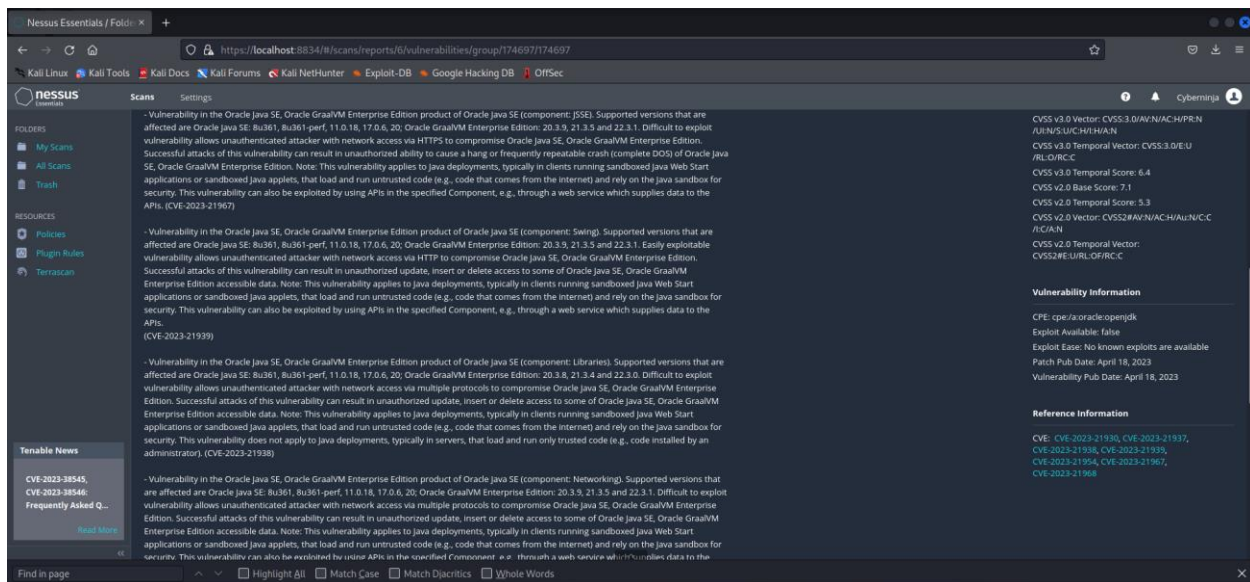 Nessus Essentials / Folde
https://localhost:8834/#/scans/reports/6/vulnerabilities/group/174697/174697
Kali Linux Kali Tools Kali Docs Kali Forums Kali NetHunter Exploit-DB Google Hacking DB OffSec
nessus Essentials Scans Settings Cyberninja
FOLDERS
My Scans
All Scans
Trash
RESOURCES
Policies
Plugin Rules
Terrascan
Tenable News
CVE-2023-38545,
CVE-2023-38546:
Frequently Asked Q...
Read More
- Vulnerability in the Oracle Java SE, Oracle GraalVM Enterprise Edition product of Oracle Java SE (component: JSSE). Supported versions that are
affected are Oracle Java SE: 8u361, 8u361-perf, 11.0.18, 17.0.6, 20; Oracle GraalVM Enterprise Edition: 20.3.9, 21.3.5 and 22.3.1. Difficult to exploit
vulnerability allows unauthenticated attacker with network access via HTTPS to compromise Oracle Java SE, Oracle GraalVM Enterprise Edition.
Successful attacks of this vulnerability can result in unauthorized ability to cause a hang or frequently repeatable crash (complete DOS) of Oracle Java
SE, Oracle GraalVM Enterprise Edition. Note: This vulnerability applies to Java deployments, typically in clients running sandboxed Java Web Start
applications or sandboxed Java applets, that load and run untrusted code (e.g., code that comes from the internet) and rely on the Java sandbox for
security. This vulnerability can also be exploited by using APIs in the specified Component, e.g., through a web service which supplies data to the
APIs. (CVE-2023-21967)
- Vulnerability in the Oracle Java SE, Oracle GraalVM Enterprise Edition product of Oracle Java SE (component: Swing). Supported versions that are
affected are Oracle Java SE: 8u361, 8u361-perf, 11.0.18, 17.0.6, 20; Oracle GraalVM Enterprise Edition: 20.3.9, 21.3.5 and 22.3.1. Easily exploitable
vulnerability allows unauthenticated attacker with network access via HTTP to compromise Oracle Java SE, Oracle GraalVM Enterprise Edition.
Successful attacks of this vulnerability can result in unauthorized update, insert or delete access to some of Oracle Java SE, Oracle GraalVM
Enterprise Edition accessible data. Note: This vulnerability applies to Java deployments, typically in clients running sandboxed Java Web Start
applications or sandboxed Java applets, that load and run untrusted code (e.g., code that comes from the internet) and rely on the Java sandbox for
security. This vulnerability can also be exploited by using APIs in the specified Component, e.g., through a web service which supplies data to the
APIs.
(CVE-2023-21939)
- Vulnerability in the Oracle Java SE, Oracle GraalVM Enterprise Edition product of Oracle Java SE (component: Libraries). Supported versions that are
affected are Oracle Java SE: 8u361, 8u361-perf, 11.0.18, 17.0.6, 20; Oracle GraalVM Enterprise Edition: 20.3.8, 21.3.4 and 22.3.0. Difficult to exploit
vulnerability allows unauthenticated attacker with network access via multiple protocols to compromise Oracle Java SE, Oracle GraalVM Enterprise
Edition. Successful attacks of this vulnerability can result in unauthorized update, insert or delete access to some of Oracle Java SE, Oracle GraalVM
Enterprise Edition accessible data. Note: This vulnerability applies to Java deployments, typically in clients running sandboxed Java Web Start
applications or sandboxed Java applets, that load and run untrusted code (e.g., code that comes from the internet) and rely on the Java sandbox for
security. This vulnerability does not apply to Java deployments, typically in servers, that load and run only trusted code (e.g., code installed by an
administrator). (CVE-2023-21938)
- Vulnerability in the Oracle Java SE, Oracle GraalVM Enterprise Edition product of Oracle Java SE (component: Networking). Supported versions that
are affected are Oracle Java SE: 8u361, 8u361-perf, 11.0.18, 17.0.6, 20; Oracle GraalVM Enterprise Edition: 20.3.9, 21.3.5 and 22.3.1. Difficult to exploit
vulnerability allows unauthenticated attacker with network access via multiple protocols to compromise Oracle Java SE, Oracle GraalVM Enterprise
Edition. Successful attacks of this vulnerability can result in unauthorized update, insert or delete access to some of Oracle Java SE, Oracle GraalVM
Enterprise Edition accessible data. Note: This vulnerability applies to Java deployments, typically in clients running sandboxed Java Web Start
applications or sandboxed Java applets, that load and run untrusted code (e.g., code that comes from the internet) and rely on the Java sandbox for
security. This vulnerability can also be exploited by using APIs in the specified Component, e.g., through a web service which supplies data to the
CVSS v3.0 Vector: CVSS:3.0/AV:N/AC:H/PR:N
/UI:N/S:U/C:H/I:H/A:N
CVSS v3.0 Temporal Vector: CVSS:3.0/E:U
/RL:O/RC:C
CVSS v3.0 Temporal Score: 6.4
CVSS v2.0 Base Score: 7.1
CVSS v2.0 Temporal Score: 5.3
CVSS v2.0 Vector: CVSS2#AV:N/AC:H/Au:N/C:C
/I:C/A:N
CVSS v2.0 Temporal Vector:
CVSS2#E:U/RL:OF/RC:C
Vulnerability Information
CPE: cpe:/a:oracle:openjdk
Exploit Available: false
Exploit Ease: No known exploits are available
Patch Pub Date: April 18, 2023
Vulnerability Pub Date: April 18, 2023
Reference Information
CVE: CVE-2023-21930, CVE-2023-21937,
CVE-2023-21938, CVE-2023-21939,
CVE-2023-21954, CVE-2023-21967,
CVE-2023-21968
Find in page Highlight All Match Case Match Diacritics Whole Words